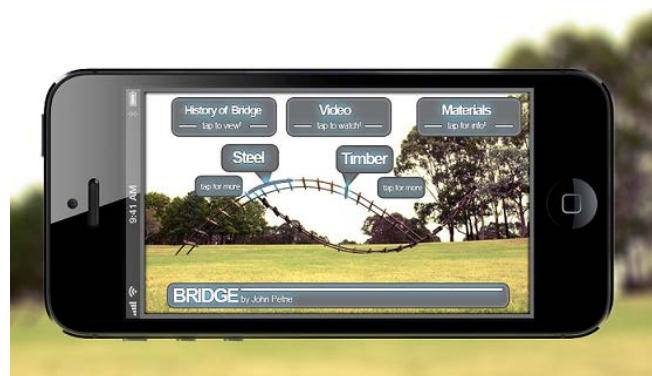 History of Bridge
tap to view!
Video
tap to watch!
Materials
tap for info!
Steel
Timber
tap for more
tap for more
9:41 AM
BRIDGE by John Petrie